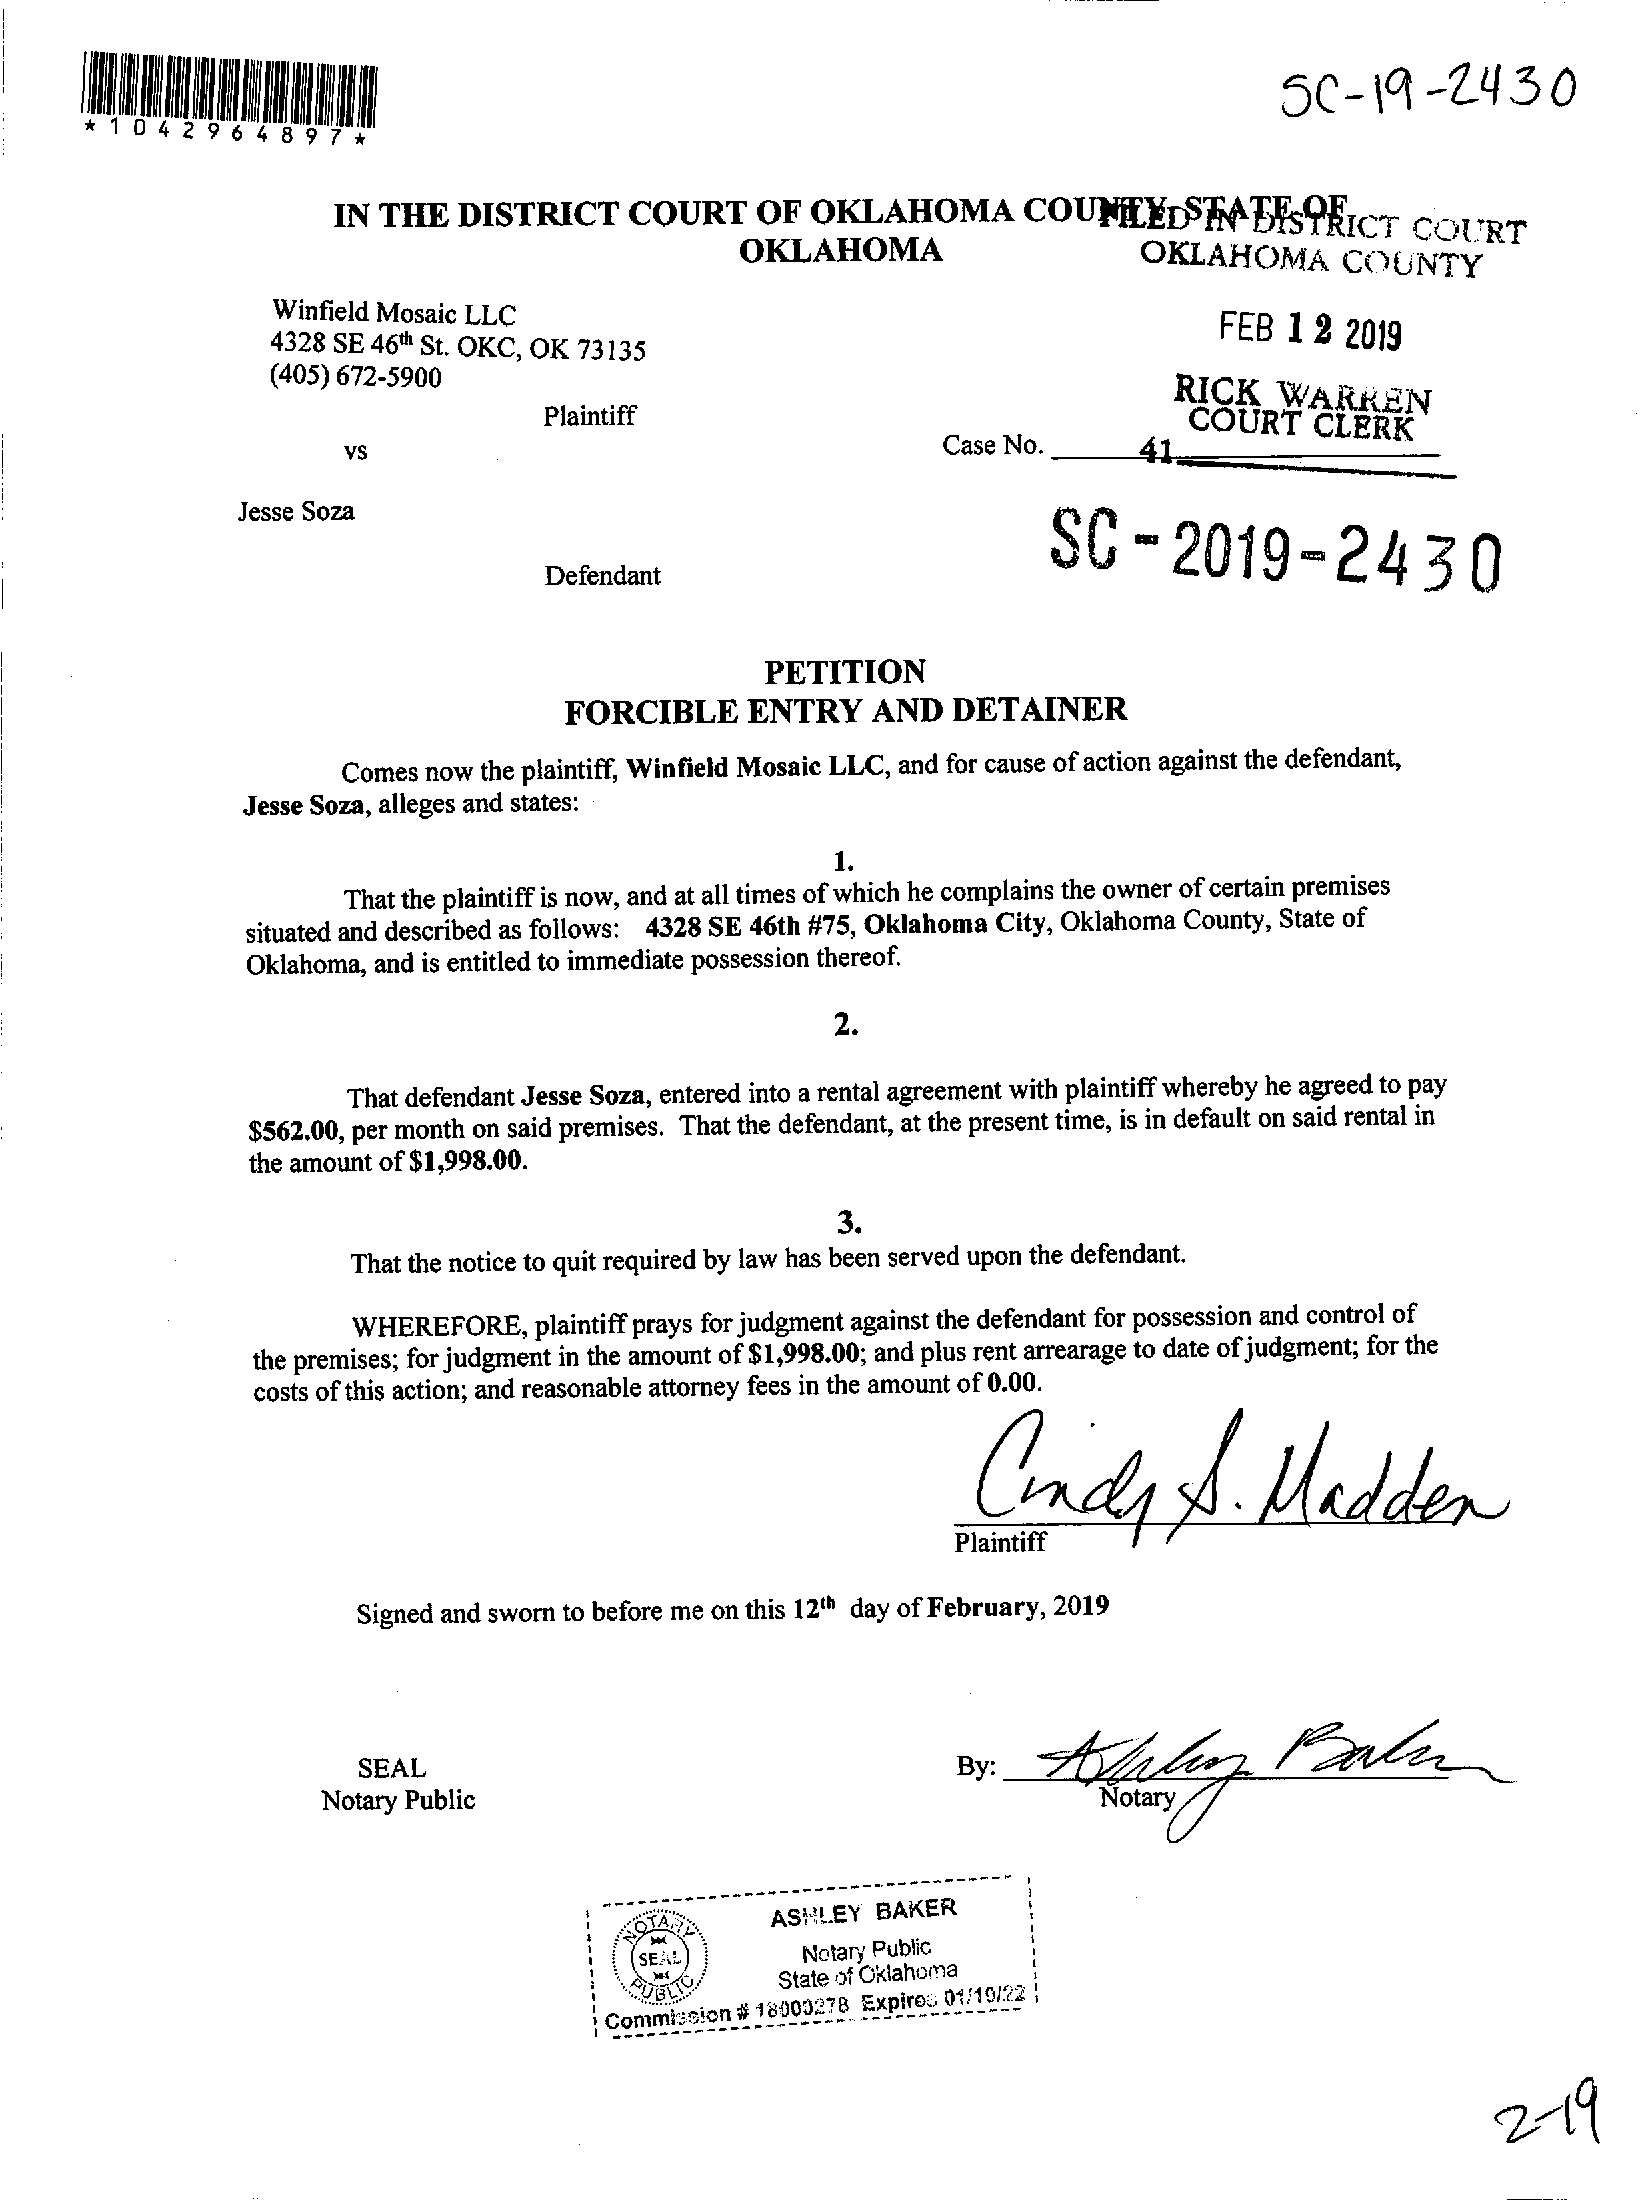 SC-19-2430
*1042964897*
IN THE DISTRICT COURT OF OKLAHOMA COUNTY, STATE OF
OKLAHOMA
FILED IN DISTRICT COURT
OKLAHOMA COUNTY
Winfield Mosaic LLC
4328 SE 46th St. OKC, OK 73135
(405) 672-5900
FEB 12 2019
RICK WARREN
COURT CLERK
Plaintiff
vs
Case No. 41
Jesse Soza
SC-2019-2430
Defendant
PETITION
FORCIBLE ENTRY AND DETAINER
Comes now the plaintiff, Winfield Mosaic LLC, and for cause of action against the defendant,
Jesse Soza, alleges and states:
1.
That the plaintiff is now, and at all times of which he complains the owner of certain premises
situated and described as follows: 4328 SE 46th #75, Oklahoma City, Oklahoma County, State of
Oklahoma, and is entitled to immediate possession thereof.
2.
That defendant Jesse Soza, entered into a rental agreement with plaintiff whereby he agreed to pay
$562.00, per month on said premises. That the defendant, at the present time, is in default on said rental in
the amount of $1,998.00.
3.
That the notice to quit required by law has been served upon the defendant.
WHEREFORE, plaintiff prays for judgment against the defendant for possession and control of
the premises; for judgment in the amount of $1,998.00; and plus rent arrearage to date of judgment; for the
costs of this action; and reasonable attorney fees in the amount of 0.00.
Cindy S. Madden
Plaintiff
Signed and sworn to before me on this 12th day of February, 2019
SEAL
Notary Public
By: Ashley Baker
Notary
NOTARY
SEAL
PUBLIC
ASHLEY BAKER
Notary Public
State of Oklahoma
Commission # 18000278 Expires 01/10/22
2-19